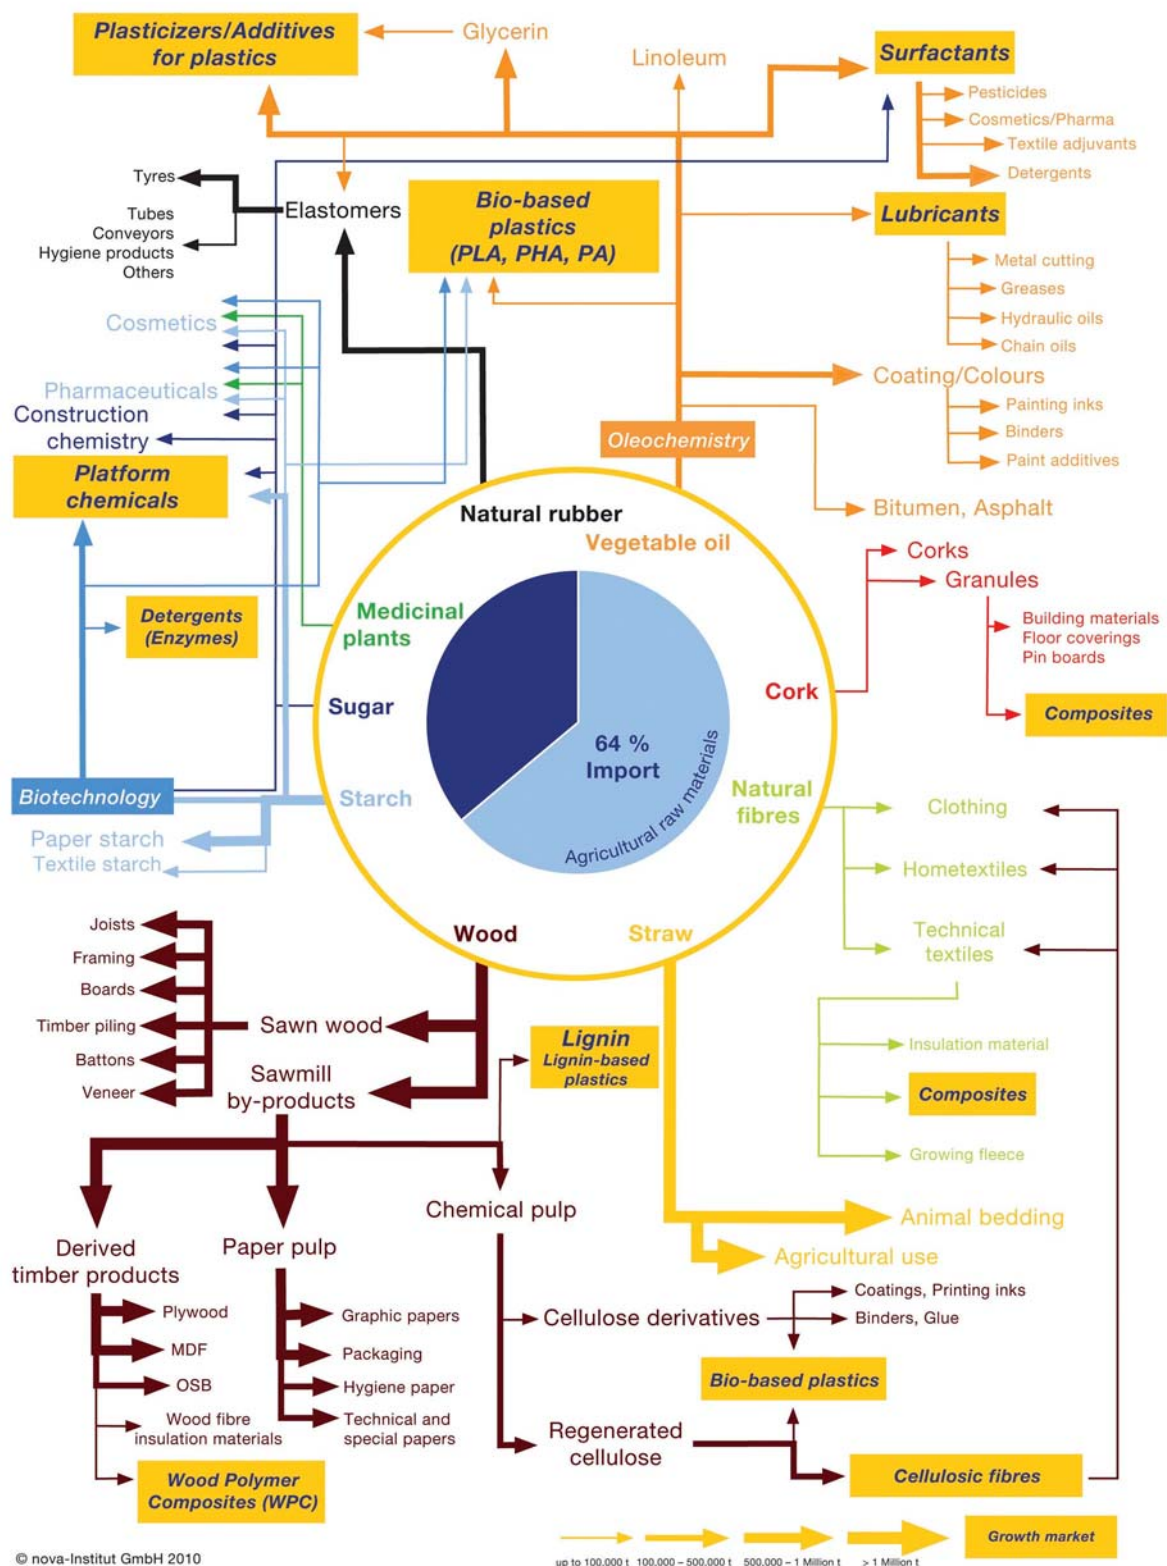 Plasticizers/Additives
for plastics
Glycerin
Linoleum
Surfactants
Pesticides
Cosmetics/Pharma
Textile adjuvants
Detergents
Tyres
Tubes
Conveyors
Hygiene products
Others
Elastomers
Bio-based
plastics
(PLA, PHA, PA)
Lubricants
Metal cutting
Greases
Hydraulic oils
Chain oils
Cosmetics
Pharmaceuticals
Construction
chemistry
Platform
chemicals
Coating/Colours
Painting inks
Binders
Paint additives
Oleochemistry
Bitumen, Asphalt
Natural rubber
Vegetable oil
Corks
Granules
Building materials
Floor coverings
Pin boards
Composites
Detergents
(Enzymes)
Medicinal
plants
Sugar
Cork
64 %
Import
Agricultural raw materials
Biotechnology
Starch
Natural
fibres
Paper starch
Textile starch
Clothing
Hometextiles
Technical
textiles
Insulation material
Composites
Growing fleece
Wood
Straw
Joists
Framing
Boards
Timber piling
Battons
Veneer
Sawn wood
Sawmill
by-products
Lignin
Lignin-based
plastics
Chemical pulp
Animal bedding
Agricultural use
Derived
timber products
Paper pulp
Plywood
MDF
OSB
Wood fibre
insulation materials
Wood Polymer
Composites (WPC)
Graphic papers
Packaging
Hygiene paper
Technical and
special papers
Cellulose derivatives
Coatings, Printing inks
Binders, Glue
Bio-based plastics
Regenerated
cellulose
Cellulosic fibres
up to 100.000 t
100.000 – 500.000 t
500.000 – 1 Million t
> 1 Million t
Growth market
© nova-Institut GmbH 2010